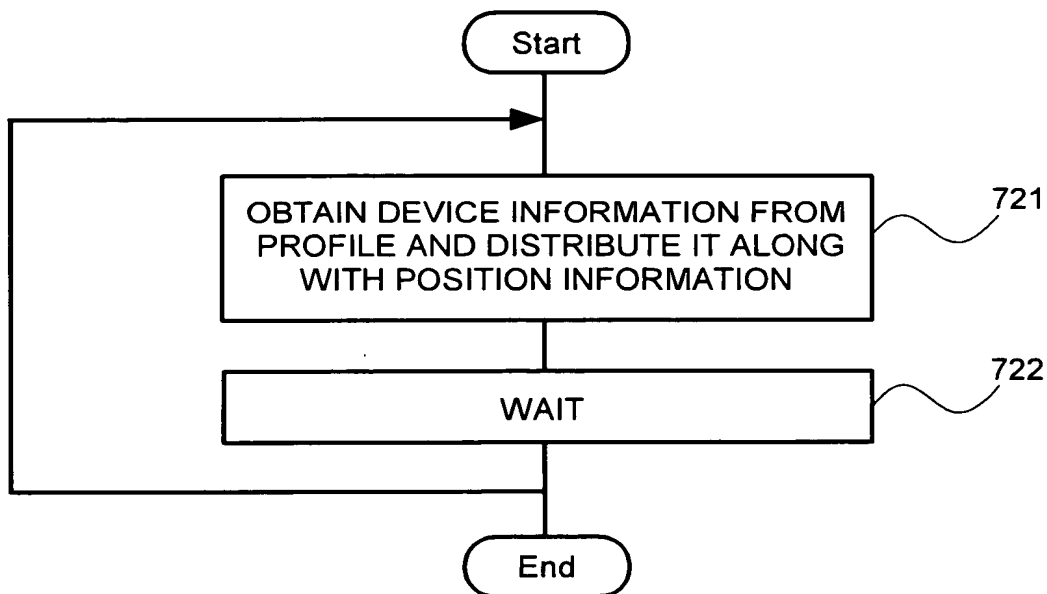 Start
OBTAIN DEVICE INFORMATION FROM
PROFILE AND DISTRIBUTE IT ALONG
WITH POSITION INFORMATION
721
WAIT
722
End